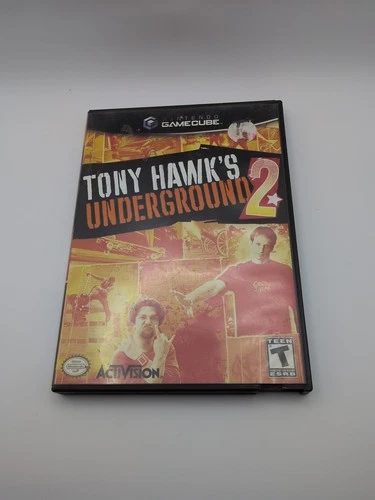 NINTENDO
GAMECUBE
TONY HAWK'S
UNDERGROUND 2
ACTIVISION
TEEN
T
ESRB